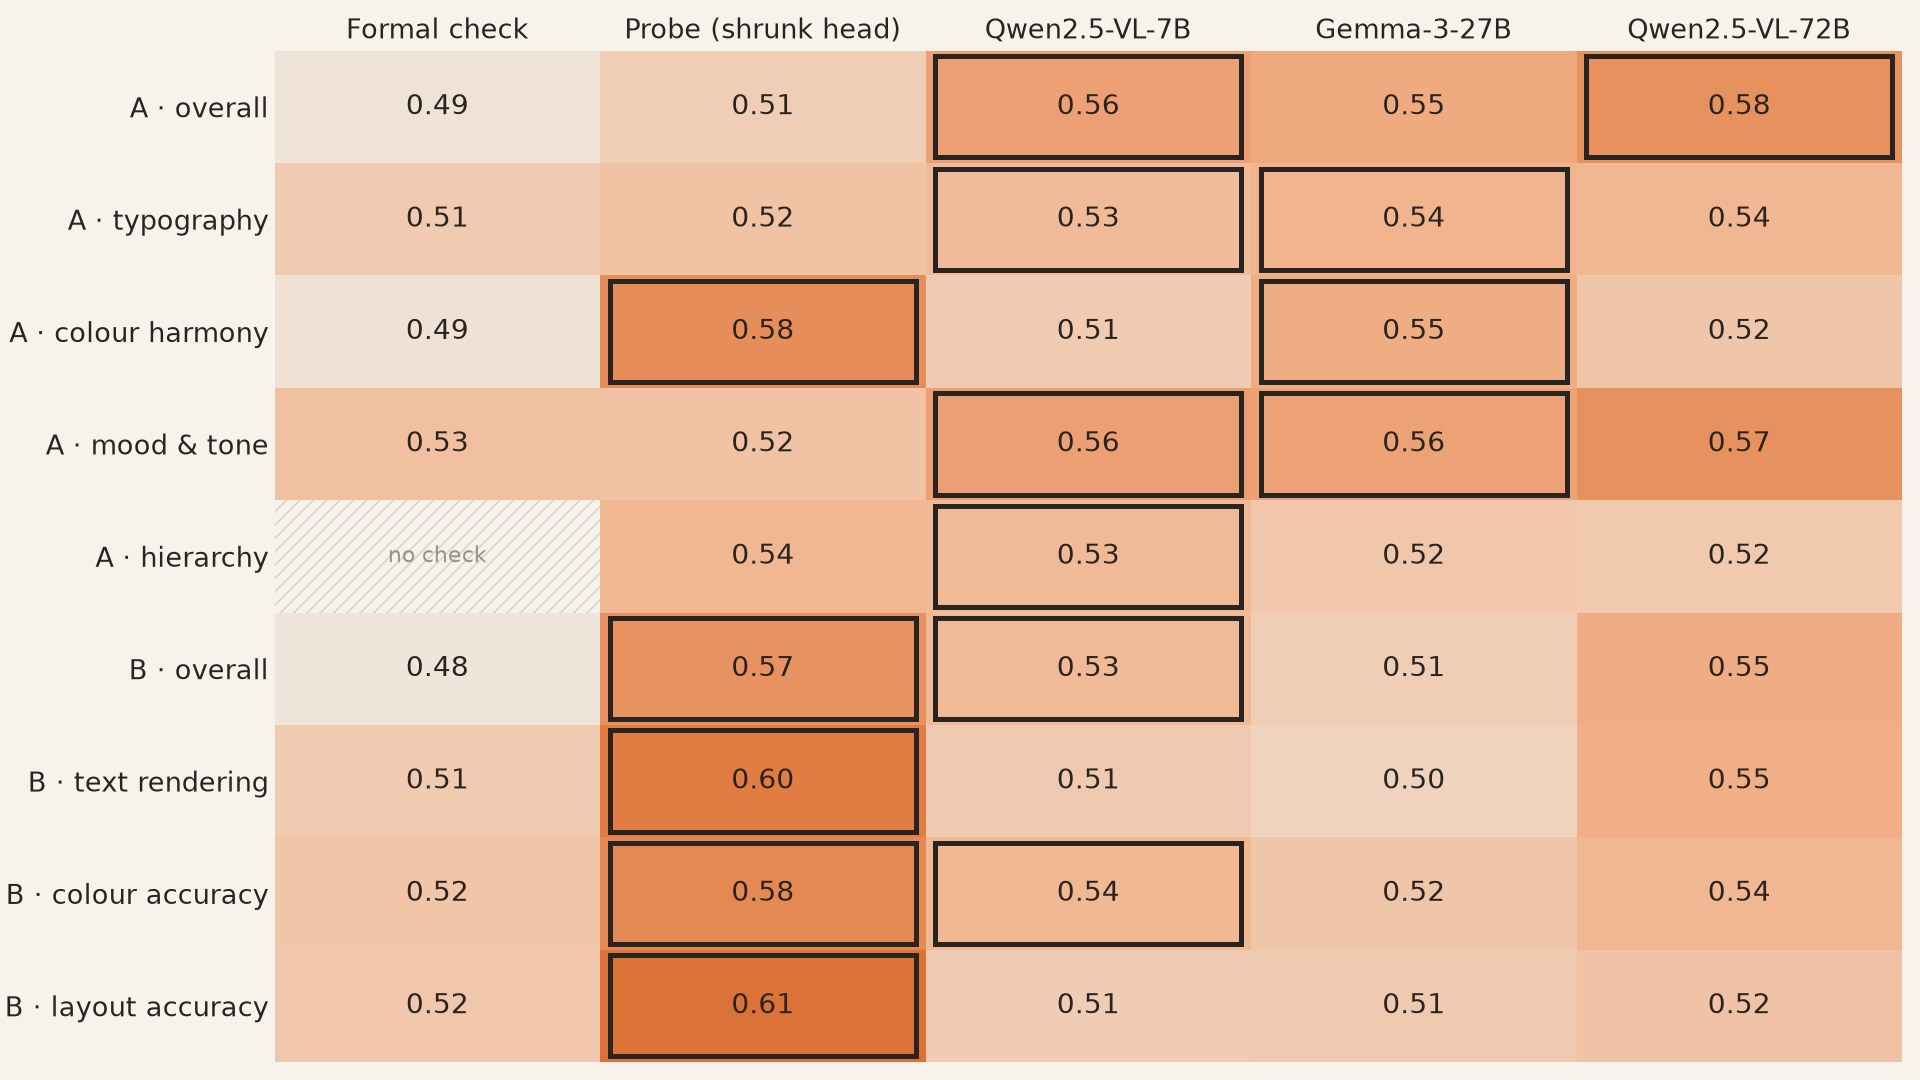 Formal check Probe (shrunk head) Qwen2.5-VL-7B Gemma-3-27B Qwen2.5-VL-72B
A · overall 0.49 0.51 0.56 0.55 0.58
A · typography 0.51 0.52 0.53 0.54 0.54
A · colour harmony 0.49 0.58 0.51 0.55 0.52
A · mood & tone 0.53 0.52 0.56 0.56 0.57
A · hierarchy no check 0.54 0.53 0.52 0.52
B · overall 0.48 0.57 0.53 0.51 0.55
B · text rendering 0.51 0.60 0.51 0.50 0.55
B · colour accuracy 0.52 0.58 0.54 0.52 0.54
B · layout accuracy 0.52 0.61 0.51 0.51 0.52